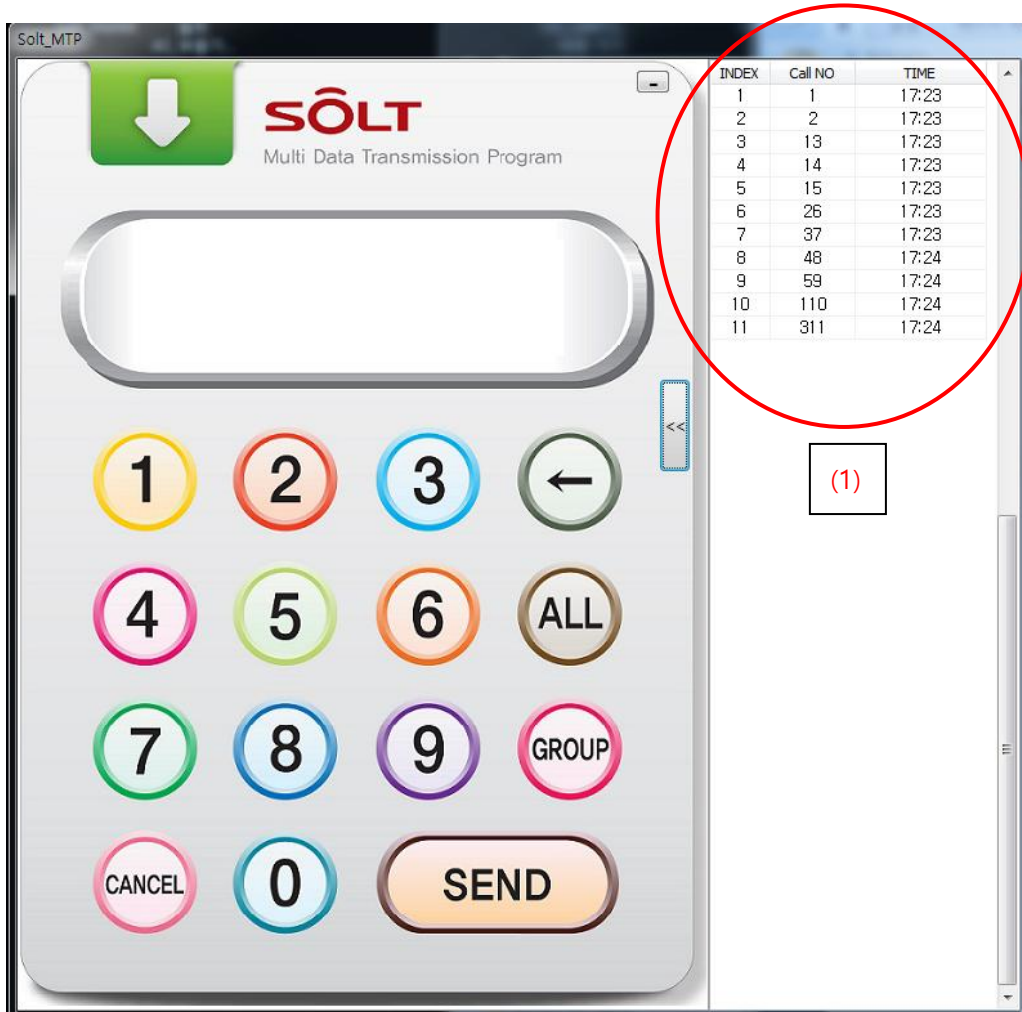 Solt_MTP
SÔLT
Multi Data Transmission Program
-
<<
1 2 3 ←
4 5 6 ALL
7 8 9 GROUP
CANCEL 0 SEND
INDEX Call NO TIME
1 1 17:23
2 2 17:23
3 13 17:23
4 14 17:23
5 15 17:23
6 26 17:23
7 37 17:23
8 48 17:24
9 59 17:24
10 110 17:24
11 311 17:24
(1)